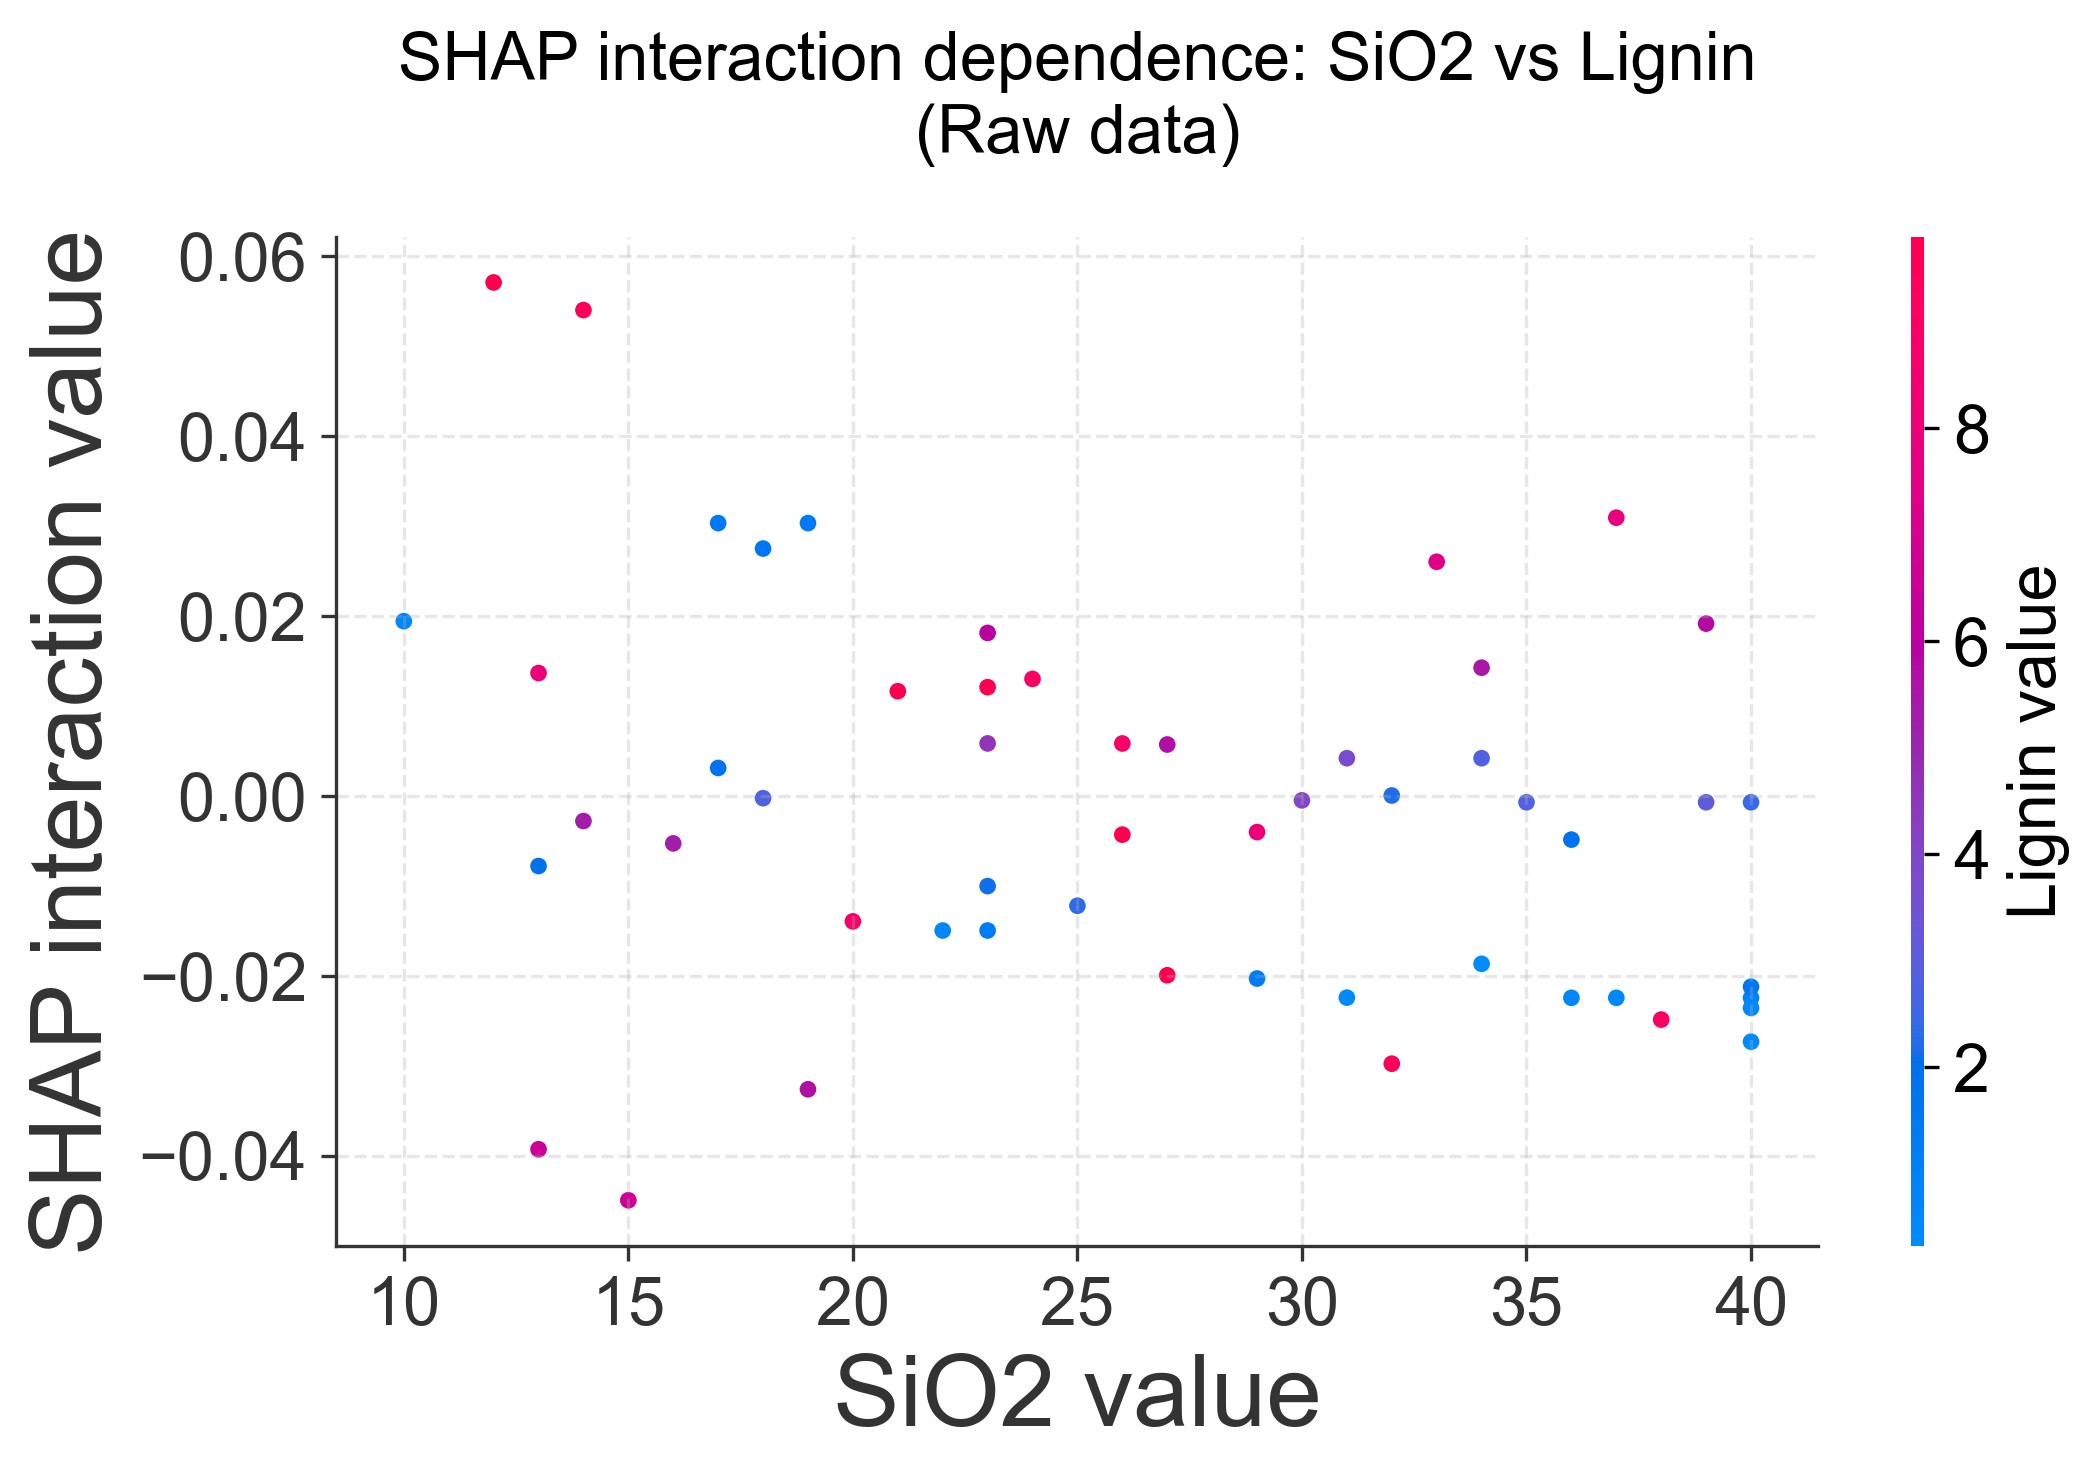 SHAP interaction dependence: SiO2 vs Lignin
(Raw data)
SHAP interaction value
0.06
0.04
0.02
0.00
−0.02
−0.04
10 15 20 25 30 35 40
SiO2 value
8
6
4
2
Lignin value